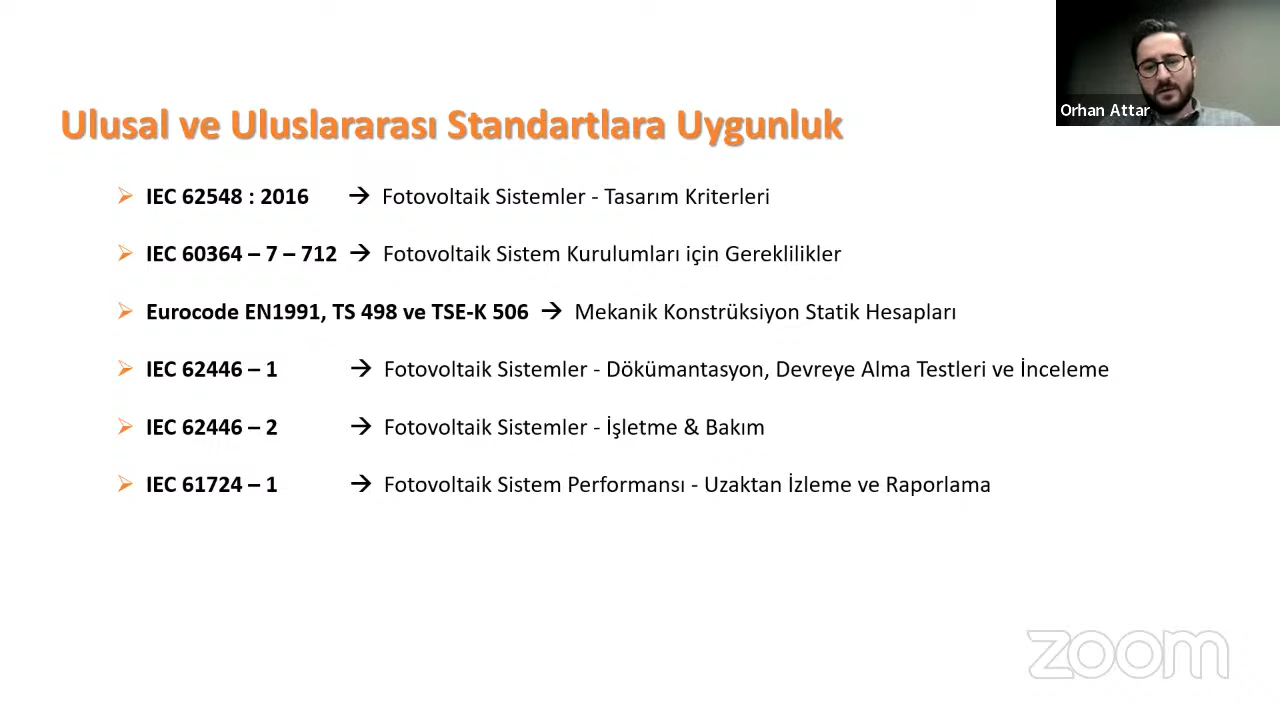 Orhan Attar
Ulusal ve Uluslararası Standartlara Uygunluk
IEC 62548 : 2016 → Fotovoltaik Sistemler - Tasarım Kriterleri
IEC 60364 – 7 – 712 → Fotovoltaik Sistem Kurulumları için Gereklilikler
Eurocode EN1991, TS 498 ve TSE-K 506 → Mekanik Konstrüksiyon Statik Hesapları
IEC 62446 – 1 → Fotovoltaik Sistemler - Dökümantasyon, Devreye Alma Testleri ve İnceleme
IEC 62446 – 2 → Fotovoltaik Sistemler - İşletme & Bakım
IEC 61724 – 1 → Fotovoltaik Sistem Performansı - Uzaktan İzleme ve Raporlama
zoom